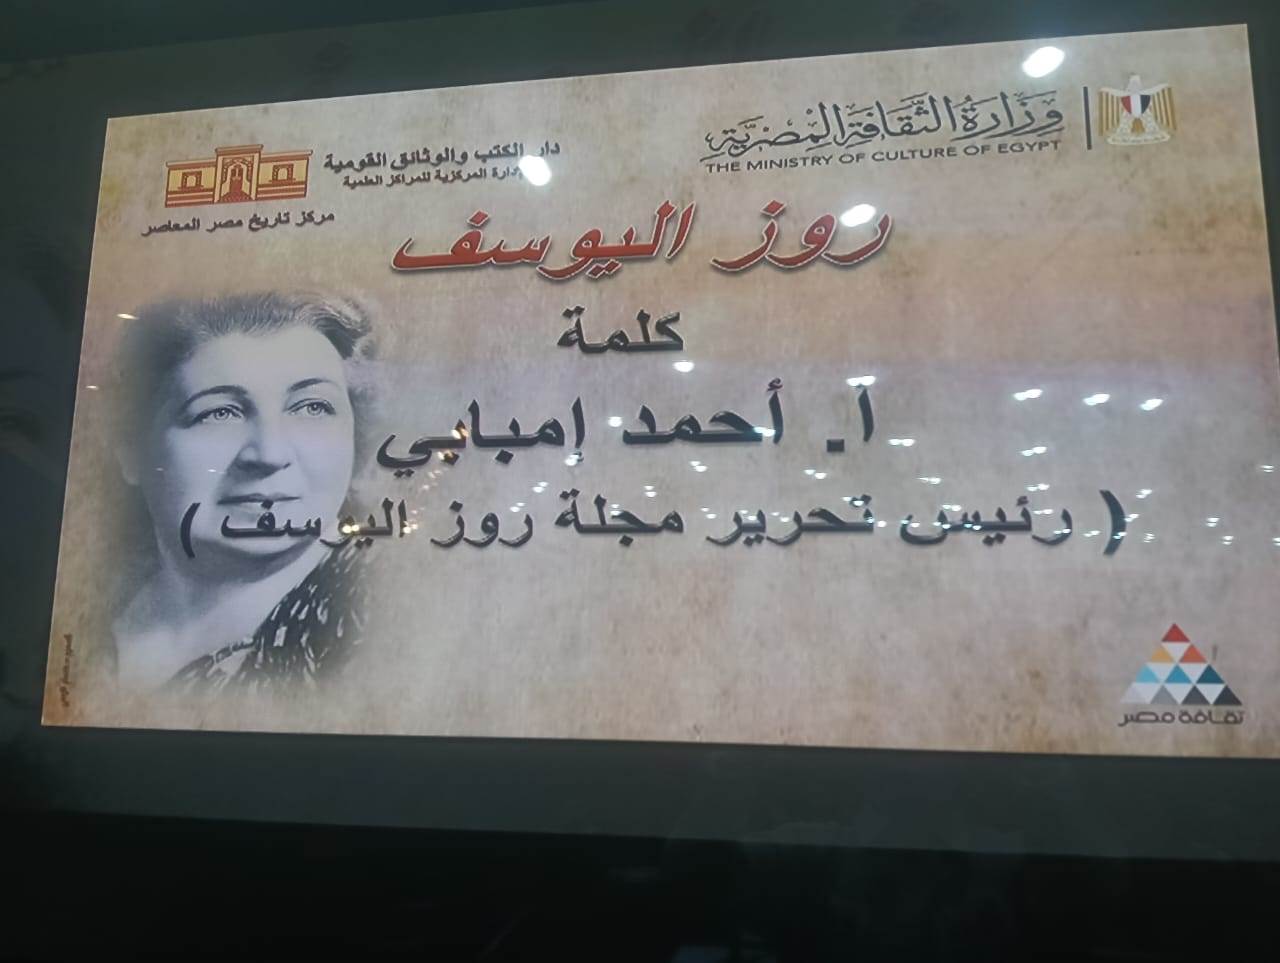 وزارة الثقافة المصرية
THE MINISTRY OF CULTURE OF EGYPT
دار الكتب والوثائق القومية
الإدارة المركزية للمراكز العلمية
مركز تاريخ مصر المعاصر
روز اليوسف
كلمة
أ. أحمد إمبابي
( رئيس تحرير مجلة روز اليوسف )
ثقافة مصر